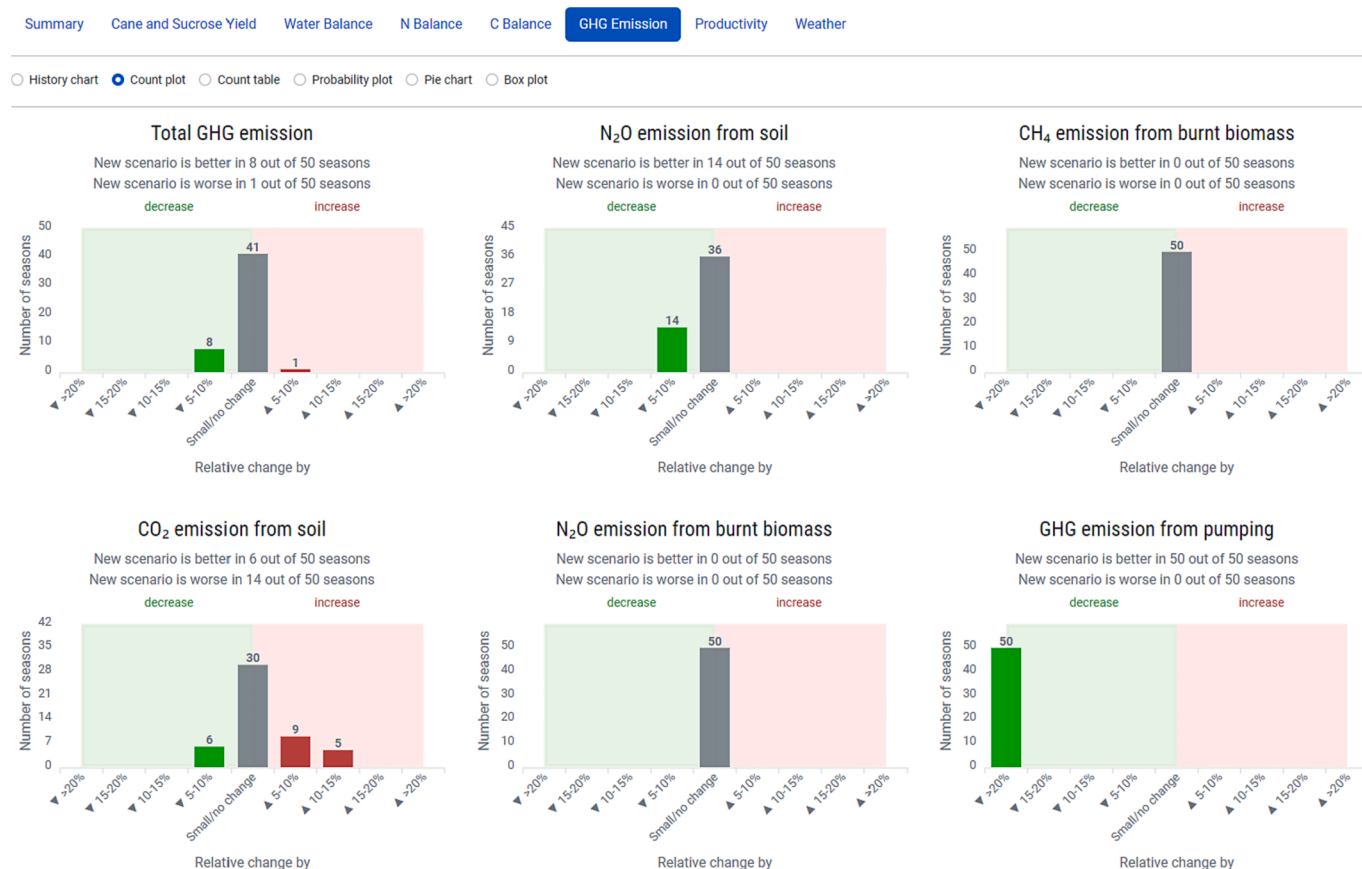 Summary Cane and Sucrose Yield Water Balance N Balance C Balance GHG Emission Productivity Weather
History chart Count plot Count table Probability plot Pie chart Box plot
Total GHG emission
New scenario is better in 8 out of 50 seasons
New scenario is worse in 1 out of 50 seasons
decrease increase
Number of seasons
50
40
30
20
10
0
8
41
1
▼ >20% ▼ 15-20% ▼ 10-15% ▼ 5-10% Small/no change ▲ 5-10% ▲ 10-15% ▲ 15-20% ▲ >20%
Relative change by
N₂O emission from soil
New scenario is better in 14 out of 50 seasons
New scenario is worse in 0 out of 50 seasons
decrease increase
Number of seasons
45
36
27
18
9
0
14
36
▼ >20% ▼ 15-20% ▼ 10-15% ▼ 5-10% Small/no change ▲ 5-10% ▲ 10-15% ▲ 15-20% ▲ >20%
Relative change by
CH₄ emission from burnt biomass
New scenario is better in 0 out of 50 seasons
New scenario is worse in 0 out of 50 seasons
decrease increase
Number of seasons
50
40
30
20
10
0
50
▼ >20% ▼ 15-20% ▼ 10-15% ▼ 5-10% Small/no change ▲ 5-10% ▲ 10-15% ▲ 15-20% ▲ >20%
Relative change by
CO₂ emission from soil
New scenario is better in 6 out of 50 seasons
New scenario is worse in 14 out of 50 seasons
decrease increase
Number of seasons
42
35
28
21
14
7
0
6
30
9
5
▼ >20% ▼ 15-20% ▼ 10-15% ▼ 5-10% Small/no change ▲ 5-10% ▲ 10-15% ▲ 15-20% ▲ >20%
Relative change by
N₂O emission from burnt biomass
New scenario is better in 0 out of 50 seasons
New scenario is worse in 0 out of 50 seasons
decrease increase
Number of seasons
50
40
30
20
10
0
50
▼ >20% ▼ 15-20% ▼ 10-15% ▼ 5-10% Small/no change ▲ 5-10% ▲ 10-15% ▲ 15-20% ▲ >20%
Relative change by
GHG emission from pumping
New scenario is better in 50 out of 50 seasons
New scenario is worse in 0 out of 50 seasons
decrease increase
Number of seasons
50
40
30
20
10
0
50
▼ >20% ▼ 15-20% ▼ 10-15% ▼ 5-10% Small/no change ▲ 5-10% ▲ 10-15% ▲ 15-20% ▲ >20%
Relative change by